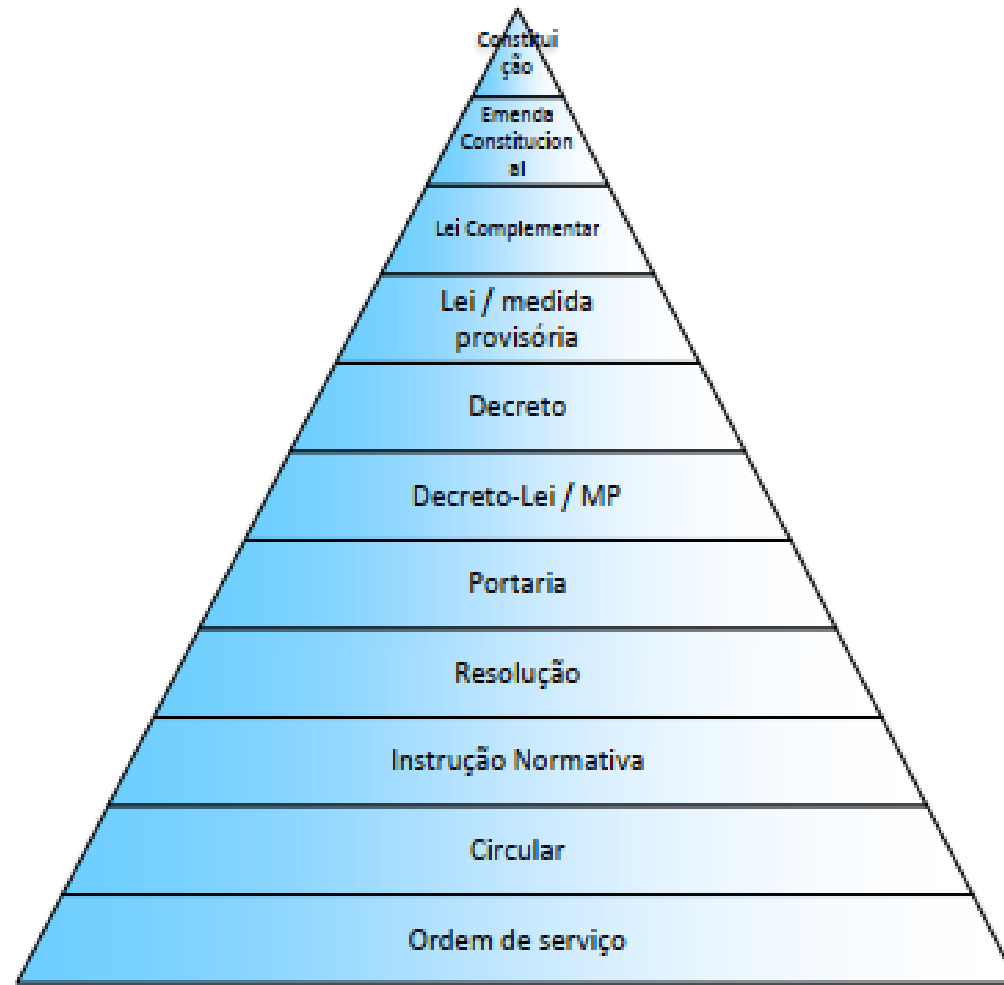 Constitui
ção
Emenda
Constitucion
al
Lei Complementar
Lei / medida
provisória
Decreto
Decreto-Lei / MP
Portaria
Resolução
Instrução Normativa
Circular
Ordem de serviço